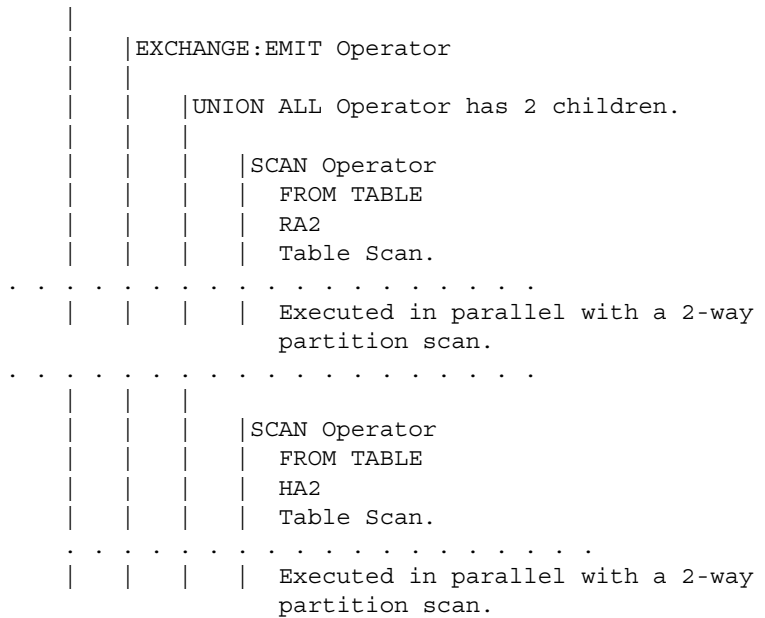 |
| |EXCHANGE:EMIT Operator
| |
| | |UNION ALL Operator has 2 children.
| | |
| | | |SCAN Operator
| | | | FROM TABLE
| | | | RA2
| | | | Table Scan.
. . . . . . . . . . . . . . . . . . .
| | | | Executed in parallel with a 2-way
partition scan.
. . . . . . . . . . . . . . . . . . .
| | |
| | | |SCAN Operator
| | | | FROM TABLE
| | | | HA2
| | | | Table Scan.
. . . . . . . . . . . . . . . . . . .
| | | | Executed in parallel with a 2-way
partition scan.